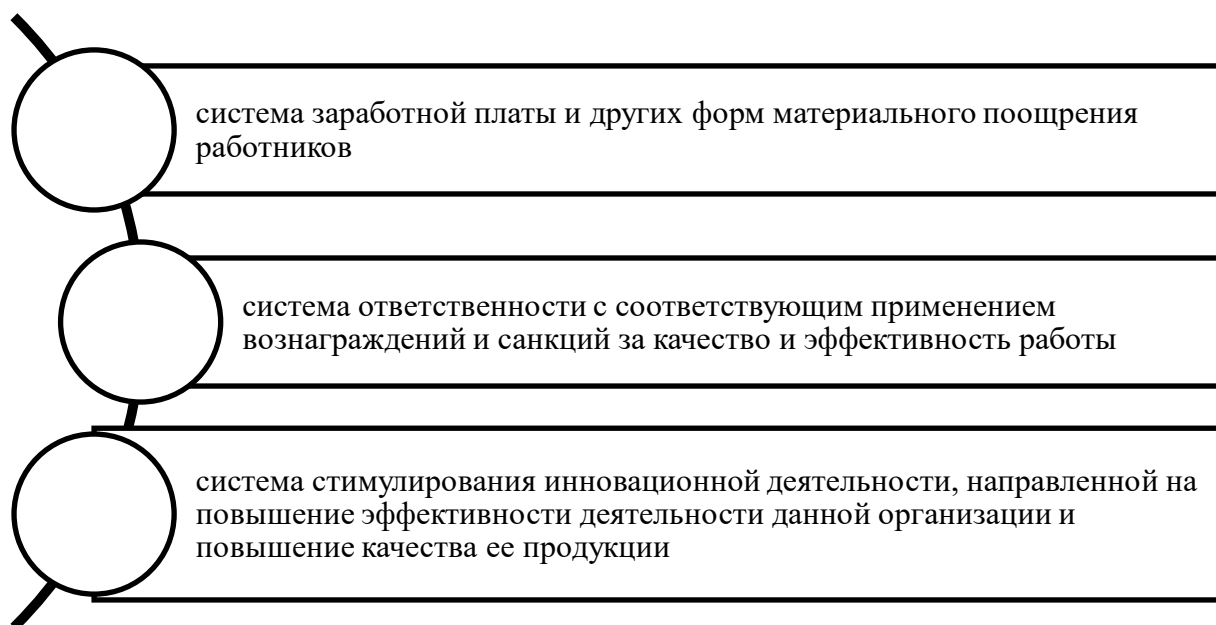 система заработной платы и других форм материального поощрения
работников
система ответственности с соответствующим применением
вознаграждений и санкций за качество и эффективность работы
система стимулирования инновационной деятельности, направленной на
повышение эффективности деятельности данной организации и
повышение качества ее продукции